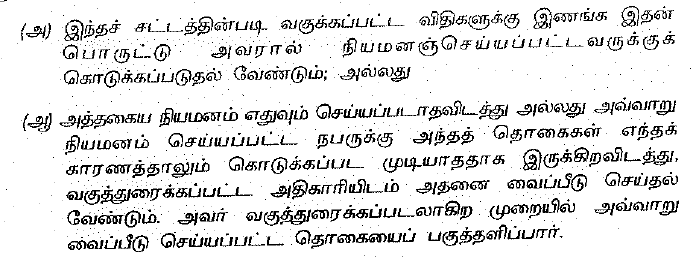 (அ) இந்தச் சட்டத்தின்படி வகுக்கப்பட்ட விதிகளுக்கு இணங்க இதன்
பொருட்டு அவரால் நியமனஞ்செய்யப்பட்டவருக்குக்
கொடுக்கப்படுதல் வேண்டும்; அல்லது
(ஆ) அத்தகைய நியமனம் எதுவும் செய்யப்படாதவிடத்து அல்லது அவ்வாறு
நியமனம் செய்யப்பட்ட நபருக்கு அந்தத் தொகைகள் எந்தக்
காரணத்தாலும் கொடுக்கப்பட முடியாததாக இருக்கிறவிடத்து,
வகுத்துரைக்கப்பட்ட அதிகாரியிடம் அதனை வைப்பீடு செய்தல்
வேண்டும். அவர் வகுத்துரைக்கப்படலாகிற முறையில் அவ்வாறு
வைப்பீடு செய்யப்பட்ட தொகையைப் பகுத்தளிப்பார்.